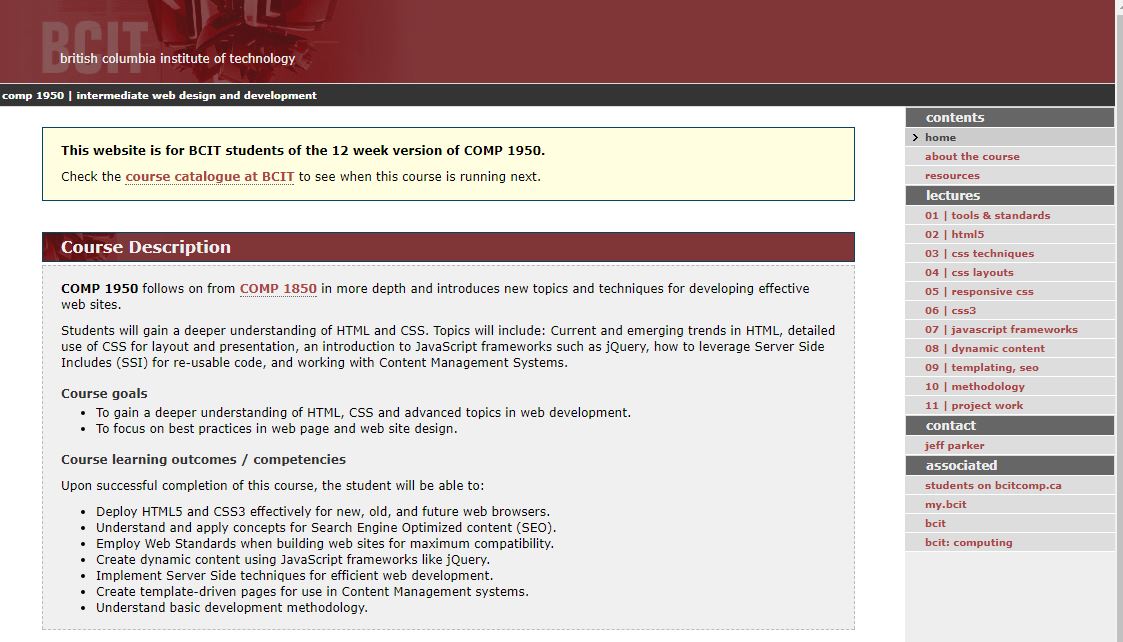 BCIT
british columbia institute of technology
comp 1950 | intermediate web design and development
This website is for BCIT students of the 12 week version of COMP 1950.
Check the course catalogue at BCIT to see when this course is running next.
Course Description
COMP 1950 follows on from COMP 1850 in more depth and introduces new topics and techniques for developing effective
web sites.
Students will gain a deeper understanding of HTML and CSS. Topics will include: Current and emerging trends in HTML, detailed
use of CSS for layout and presentation, an introduction to JavaScript frameworks such as jQuery, how to leverage Server Side
Includes (SSI) for re-usable code, and working with Content Management Systems.
Course goals
• To gain a deeper understanding of HTML, CSS and advanced topics in web development.
• To focus on best practices in web page and web site design.
Course learning outcomes / competencies
Upon successful completion of this course, the student will be able to:
• Deploy HTML5 and CSS3 effectively for new, old, and future web browsers.
• Understand and apply concepts for Search Engine Optimized content (SEO).
• Employ Web Standards when building web sites for maximum compatibility.
• Create dynamic content using JavaScript frameworks like jQuery.
• Implement Server Side techniques for efficient web development.
• Create template-driven pages for use in Content Management systems.
• Understand basic development methodology.
contents
home
about the course
resources
lectures
01 | tools & standards
02 | html5
03 | css techniques
04 | css layouts
05 | responsive css
06 | css3
07 | javascript frameworks
08 | dynamic content
09 | templating, seo
10 | methodology
11 | project work
contact
jeff parker
associated
students on bcitcomp.ca
my.bcit
bcit
bcit: computing